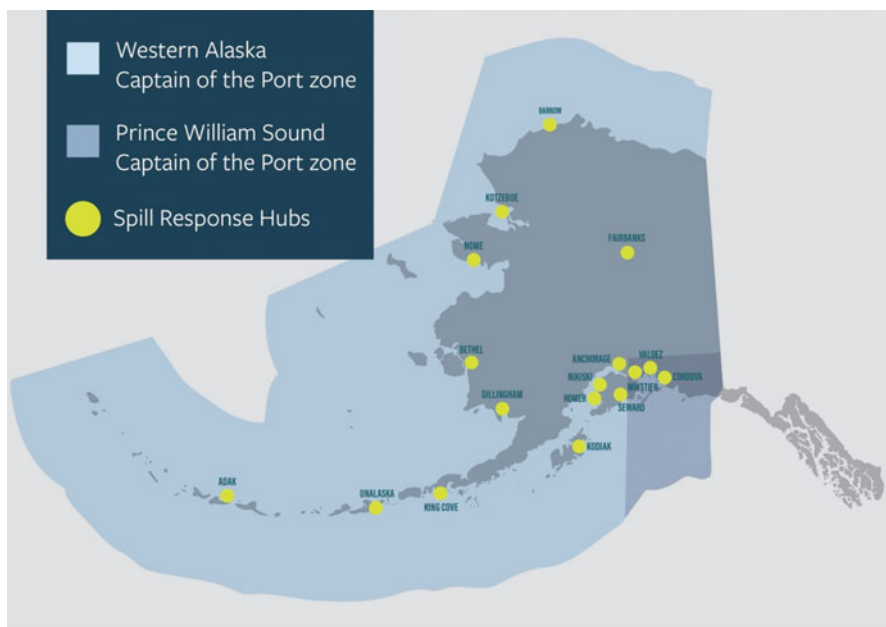 Western Alaska
Captain of the Port zone
Prince William Sound
Captain of the Port zone
Spill Response Hubs
BARROW
KOTZEBUE
NOME
FAIRBANKS
BETHEL
ANCHORAGE
VALDEZ
NIKISKI
WHITTIER
CORDOVA
HOMER
SEWARD
DILLINGHAM
KODIAK
ADAK
UNALASKA
KING COVE